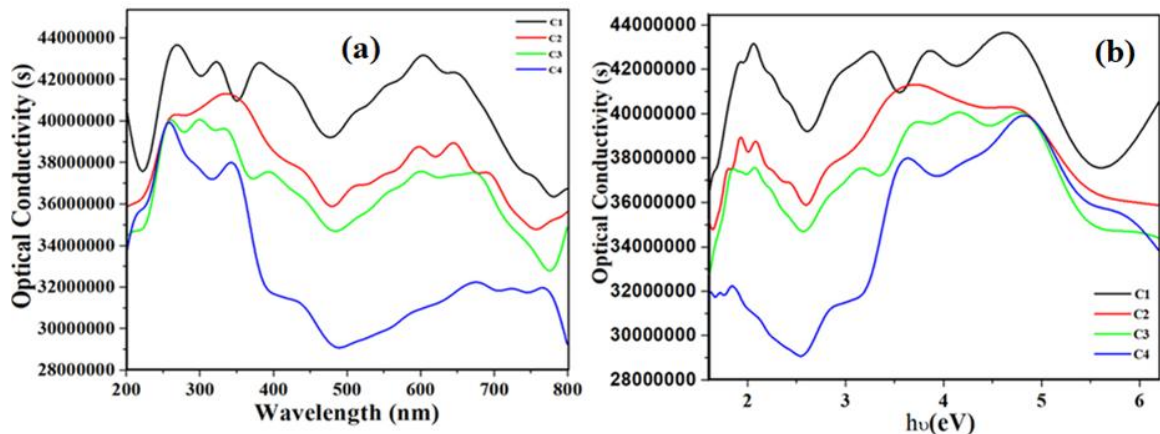 (a)
C1
C2
C3
C4
Optical Conductivity (s)
44000000
42000000
40000000
38000000
36000000
34000000
32000000
30000000
28000000
200 300 400 500 600 700 800
Wavelength (nm)
(b)
Optical Conductivity (s)
44000000
42000000
40000000
38000000
36000000
34000000
32000000
30000000
28000000
C1
C2
C3
C4
2 3 4 5 6
hυ(eV)